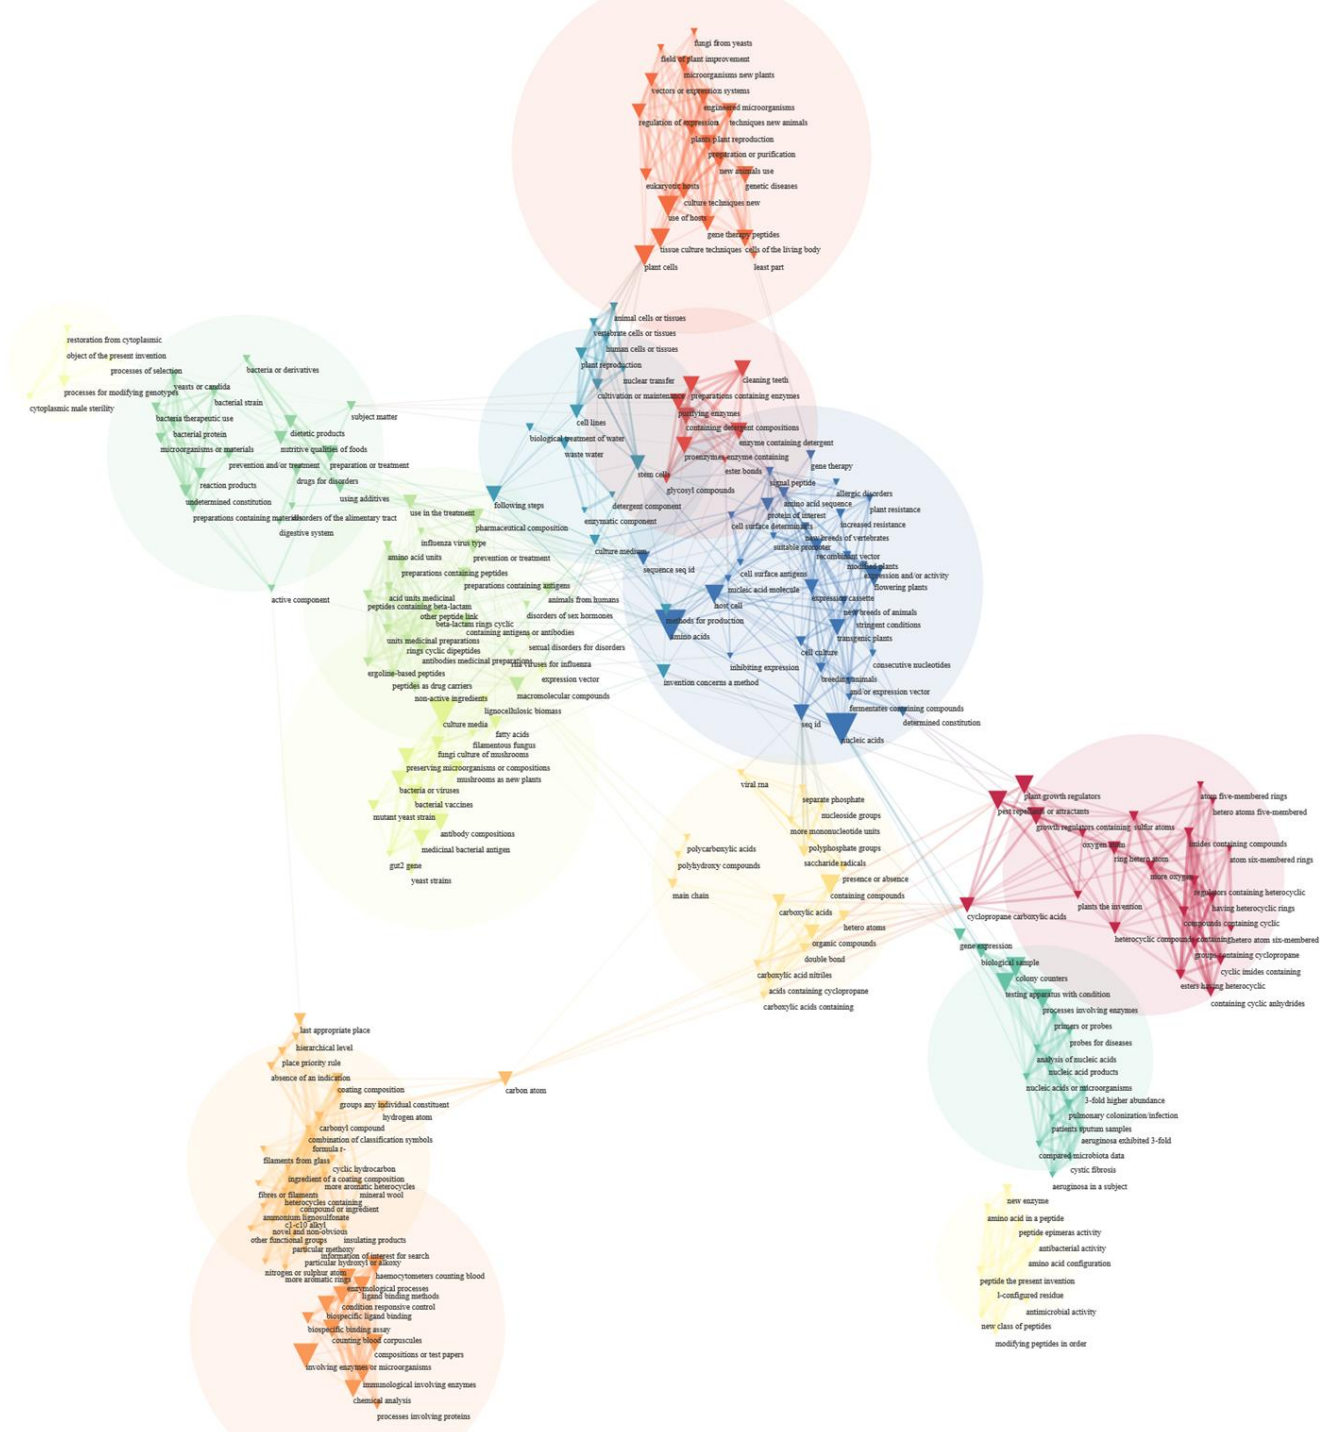 fungi from yeasts
field of plant improvement
microorganisms new plants
vectors or expression systems
engineered microorganisms
regulation of expression
techniques new animals
plants plant reproduction
preparation or purification
new animals use
eukaryotic hosts
genetic diseases
culture techniques new
use of hosts
gene therapy peptides
tissue culture techniques
cells of the living body
plant cells
least part
animal cells or tissues
vertebrate cells or tissues
human cells or tissues
plant reproduction
nuclear transfer
cultivation or maintenance
cell lines
biological treatment of water
waste water
stem cells
following steps
detergent component
enzymatic component
culture medium
cleaning teeth
preparations containing enzymes
purifying enzymes
containing detergent compositions
enzyme containing detergent
proenzymes enzyme containing
ester bonds
glycosyl compounds
restoration from cytoplasmic
object of the present invention
processes of selection
processes for modifying genotypes
cytoplasmic male sterility
bacteria or derivatives
yeasts or candida
bacterial strain
subject matter
bacteria therapeutic use
bacterial protein
dietetic products
microorganisms or materials
nutritive qualities of foods
prevention and/or treatment
preparation or treatment
reaction products
drugs for disorders
undetermined constitution
using additives
preparations containing materials
disorders of the alimentary tract
digestive system
active component
use in the treatment
pharmaceutical composition
influenza virus type
amino acid units
prevention or treatment
preparations containing peptides
preparations containing antigens
acid units medicinal
animals from humans
peptides containing beta-lactam
other peptide link
disorders of sex hormones
beta-lactam rings cyclic
containing antigens or antibodies
units medicinal preparations
sexual disorders for disorders
rings cyclic dipeptides
antibodies medicinal preparations
rna viruses for influenza
ergoline-based peptides
expression vector
peptides as drug carriers
macromolecular compounds
non-active ingredients
lignocellulosic biomass
culture media
fatty acids
filamentous fungus
fungi culture of mushrooms
preserving microorganisms or compositions
mushrooms as new plants
bacteria or viruses
bacterial vaccines
mutant yeast strain
antibody compositions
medicinal bacterial antigen
gut2 gene
yeast strains
gene therapy
signal peptide
allergic disorders
amino acid sequence
plant resistance
protein of interest
cell surface determinants
increased resistance
new breeds of vertebrates
suitable promoter
recombinant vector
sequence seq id
modified plants
cell surface antigens
expression and/or activity
nucleic acid molecule
flowering plants
expression cassette
host cell
new breeds of animals
methods for production
stringent conditions
amino acids
transgenic plants
cell culture
inhibiting expression
consecutive nucleotides
invention concerns a method
breeding animals
and/or expression vector
fermentates containing compounds
seq id
determined constitution
nucleic acids
viral rna
separate phosphate
nucleoside groups
more mononucleotide units
polycarboxylic acids
polyphosphate groups
polyhydroxy compounds
saccharide radicals
presence or absence
main chain
containing compounds
carboxylic acids
hetero atoms
organic compounds
double bond
carboxylic acid nitriles
acids containing cyclopropane
carboxylic acids containing
plant growth regulators
atom five-membered rings
pest repellants or attractants
hetero atoms five-membered
growth regulators containing
sulfur atoms
oxygen atom
imides containing compounds
ring hetero atom
atom six-membered rings
more oxygen
regulators containing heterocyclic
plants the invention
having heterocyclic rings
cyclopropane carboxylic acids
compounds containing cyclic
heterocyclic compounds containing
hetero atom six-membered
groups containing cyclopropane
cyclic imides containing
esters having heterocyclic
containing cyclic anhydrides
gene expression
biological sample
colony counters
testing apparatus with condition
processes involving enzymes
primers or probes
probes for diseases
analysis of nucleic acids
nucleic acid products
nucleic acids or microorganisms
3-fold higher abundance
pulmonary colonization/infection
patients sputum samples
aeruginosa exhibited 3-fold
compared microbiota data
cystic fibrosis
aeruginosa in a subject
new enzyme
amino acid in a peptide
peptide epimeras activity
antibacterial activity
amino acid configuration
peptide the present invention
l-configured residue
antimicrobial activity
new class of peptides
modifying peptides in order
last appropriate place
hierarchical level
place priority rule
absence of an indication
coating composition
carbon atom
groups any individual constituent
hydrogen atom
carbonyl compound
combination of classification symbols
formula r-
filaments from glass
cyclic hydrocarbon
ingredient of a coating composition
more aromatic heterocycles
fibres or filaments
mineral wool
heterocycles containing
compound or ingredient
ammonium lignosulfonate
c1-c10 alkyl
novel and non-obvious
other functional groups
insulating products
particular methoxy
information of interest for search
particular hydroxyl or alkoxy
nitrogen or sulphur atom
more aromatic rings
haemocytometers counting blood
enzymological processes
ligand binding methods
condition responsive control
biospecific ligand binding
biospecific binding assay
counting blood corpuscules
compositions or test papers
involving enzymes or microorganisms
immunological involving enzymes
chemical analysis
processes involving proteins